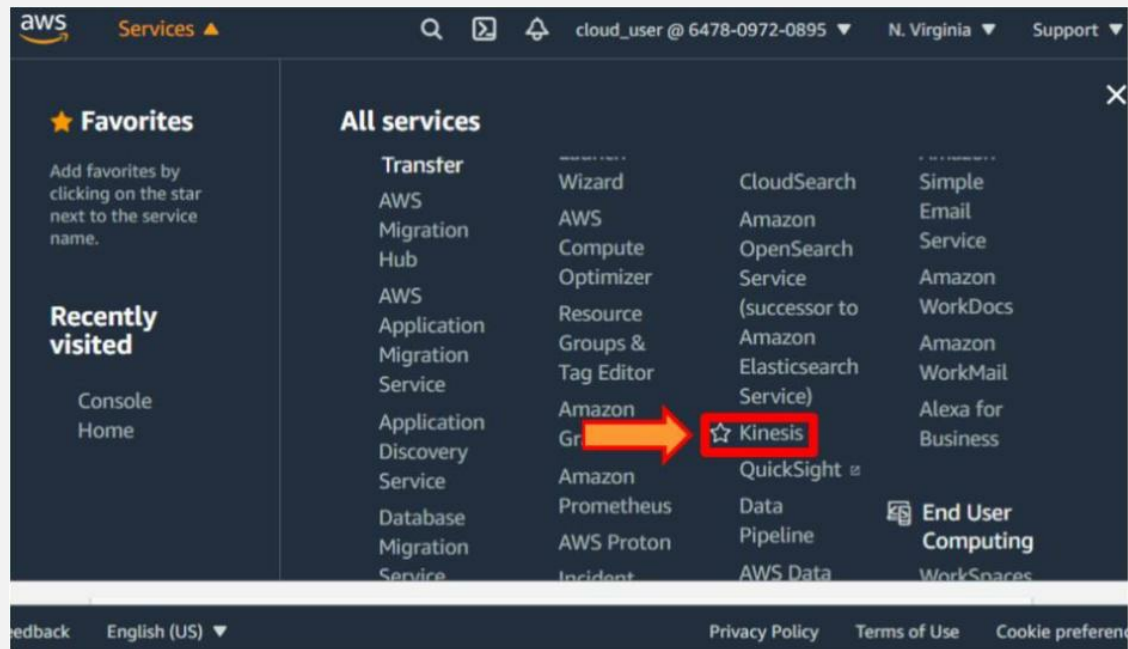 aws
Services ▲
cloud_user @ 6478-0972-0895 ▼
N. Virginia ▼
Support ▼
Favorites
Add favorites by
clicking on the star
next to the service
name.
Recently
visited
Console
Home
All services
Transfer
AWS
Migration
Hub
AWS
Application
Migration
Service
Application
Discovery
Service
Database
Migration
Service
Wizard
AWS
Compute
Optimizer
Resource
Groups &
Tag Editor
Amazon
Amazon
Prometheus
AWS Proton
Incident
CloudSearch
Amazon
OpenSearch
Service
(successor to
Amazon
Elasticsearch
Service)
Kinesis
QuickSight
Data
Pipeline
AWS Data
Simple
Email
Service
Amazon
WorkDocs
Amazon
WorkMail
Alexa for
Business
End User
Computing
WorkSpaces
English (US) ▼
Privacy Policy
Terms of Use